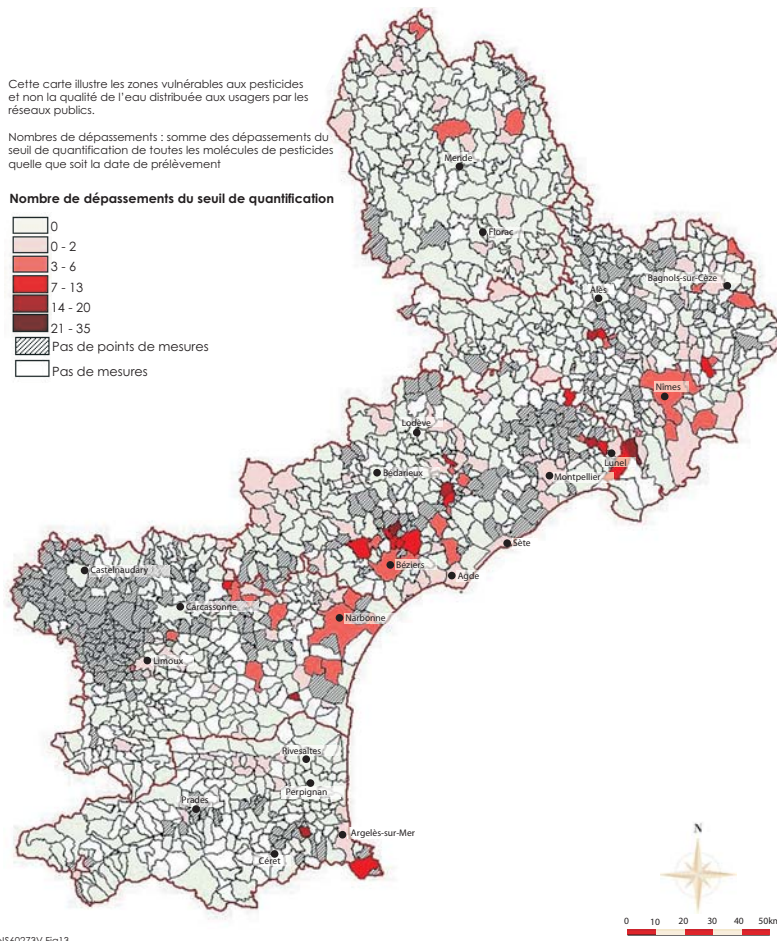 Cette carte illustre les zones vulnérables aux pesticides
et non la qualité de l'eau distribuée aux usagers par les
réseaux publics.
Nombres de dépassements : somme des dépassements du
seuil de quantification de toutes les molécules de pesticides
quelle que soit la date de prélèvement
Nombre de dépassements du seuil de quantification
0
0 - 2
3 - 6
7 - 13
14 - 20
21 - 35
Pas de points de mesures
Pas de mesures
Mende
Florac
Bagnols-sur-Cèze
Alès
Nîmes
Lodève
Bédarieux
Lunel
Montpellier
Sète
Béziers
Agde
Castelnaudary
Carcassonne
Narbonne
Limoux
Rivesaltes
Perpignan
Prades
Argelès-sur-Mer
Céret
N
0 10 20 30 40 50km
NS60273V Fig13